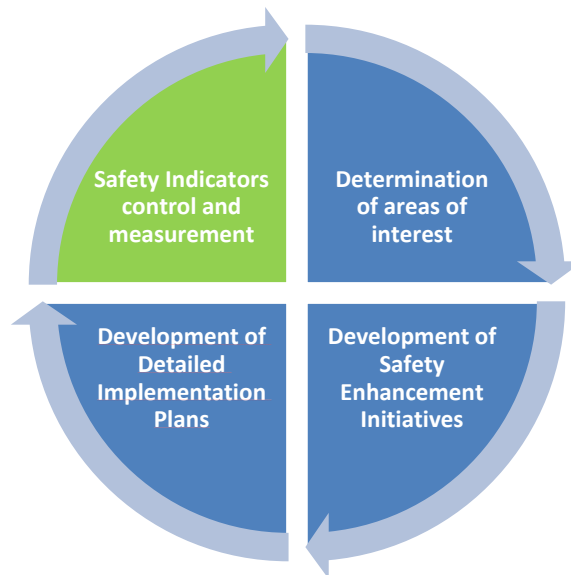 Safety Indicators
control and
measurement
Determination
of areas of
interest
Development of
Detailed
Implementation
Plans
Development of
Safety
Enhancement
Initiatives